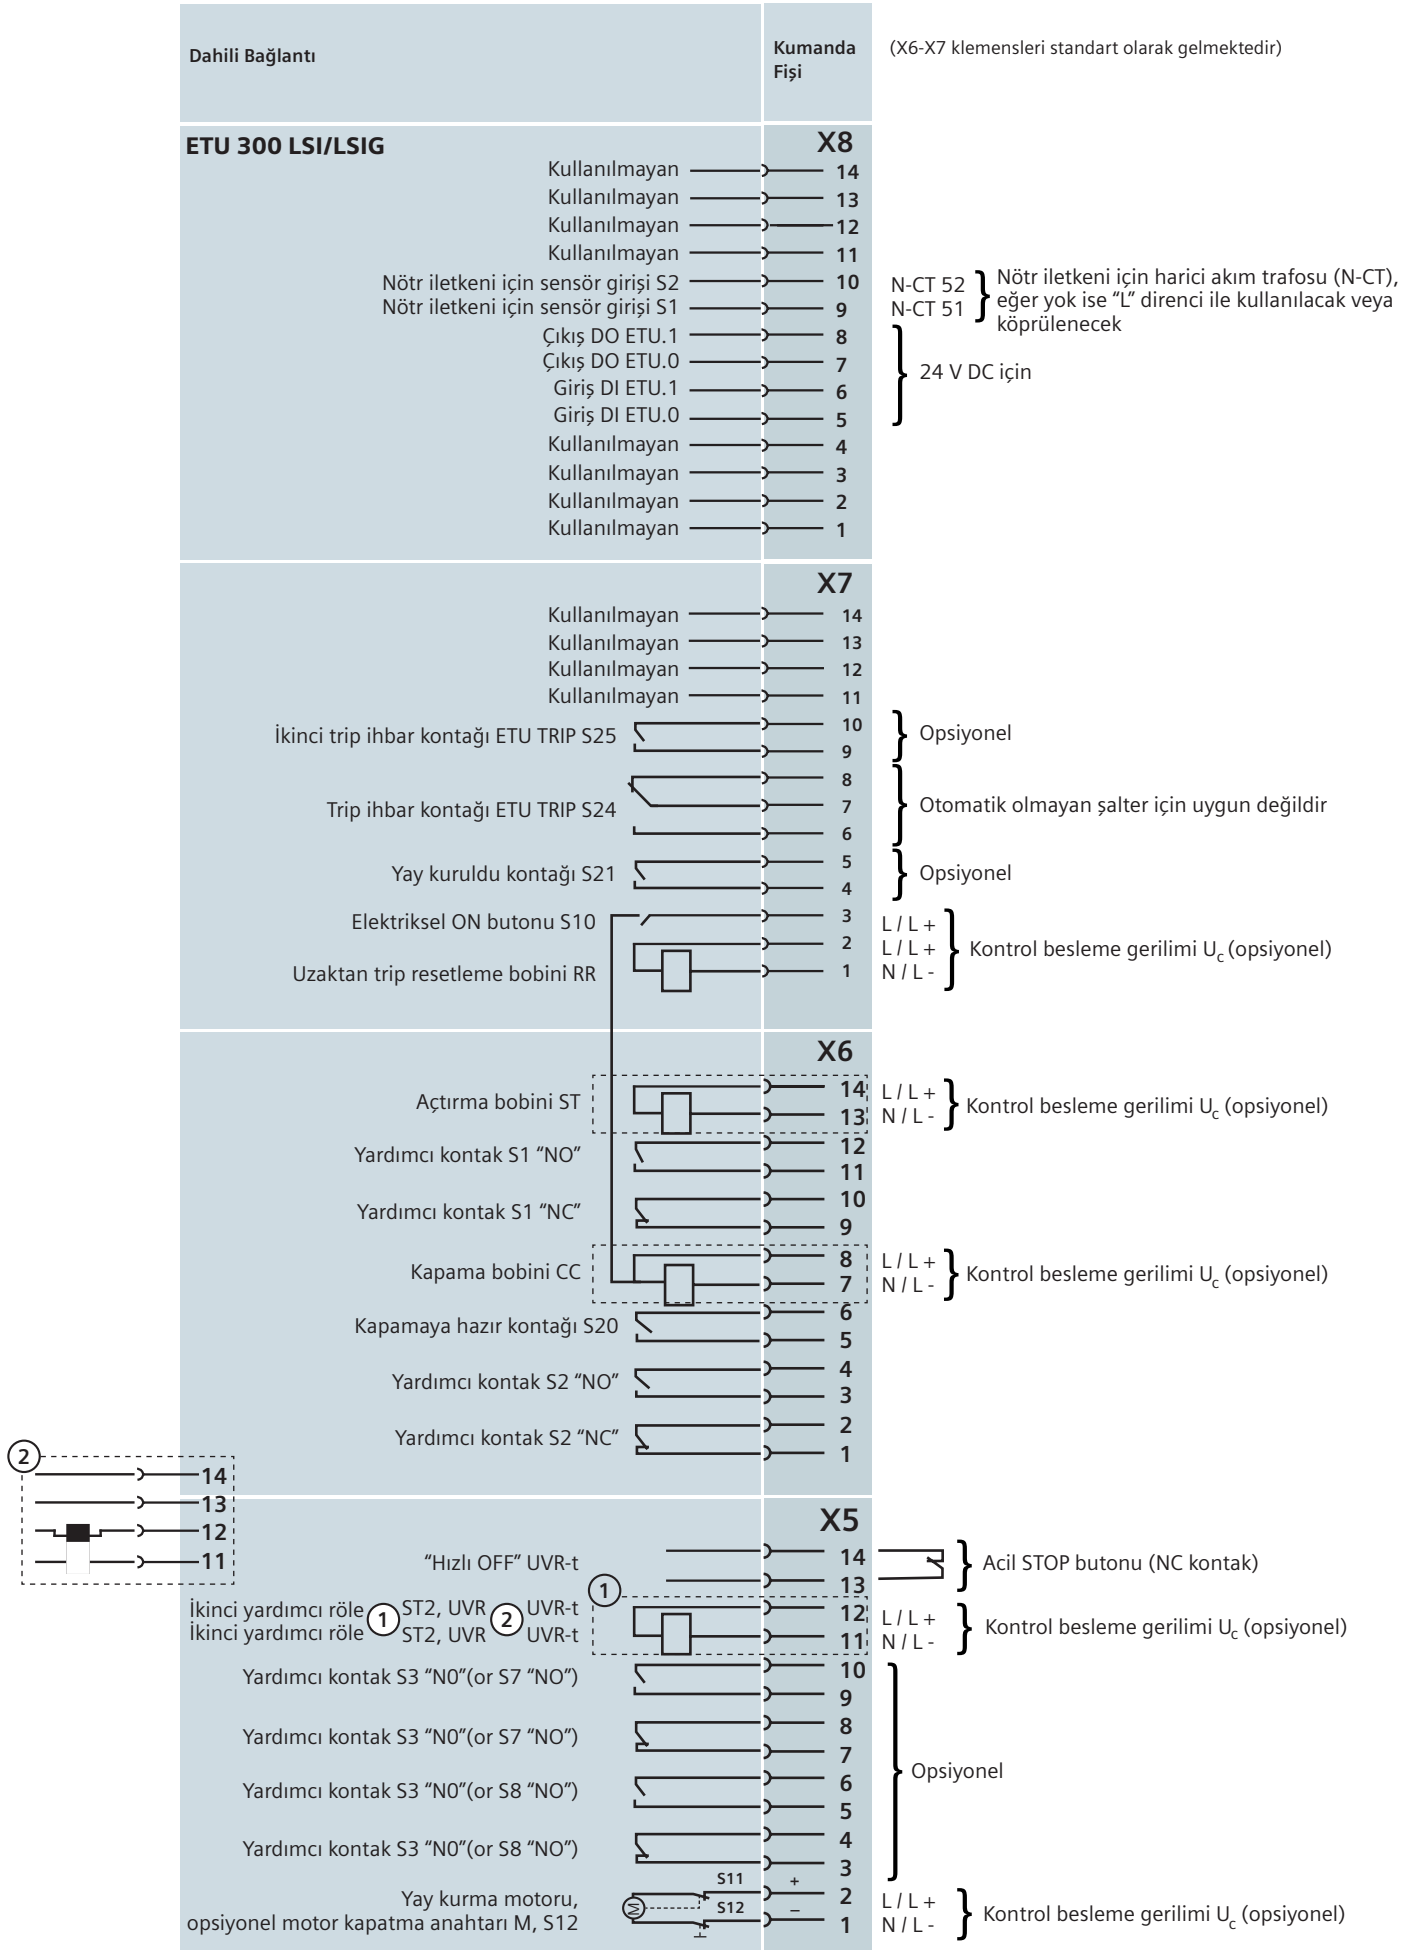 Dahili Bağlantı
Kumanda
Fişi
(X6-X7 klemensleri standart olarak gelmektedir)
ETU 300 LSI/LSIG
X8
Kullanılmayan 14
Kullanılmayan 13
Kullanılmayan 12
Kullanılmayan 11
Nötr iletkeni için sensör girişi S2 10 N-CT 52
Nötr iletkeni için sensör girişi S1 9 N-CT 51
Nötr iletkeni için harici akım trafosu (N-CT),
eğer yok ise “L” direnci ile kullanılacak veya
köprülenecek
Çıkış DO ETU.1 8
Çıkış DO ETU.0 7
Giriş DI ETU.1 6
Giriş DI ETU.0 5
24 V DC için
Kullanılmayan 4
Kullanılmayan 3
Kullanılmayan 2
Kullanılmayan 1
X7
Kullanılmayan 14
Kullanılmayan 13
Kullanılmayan 12
Kullanılmayan 11
İkinci trip ihbar kontağı ETU TRIP S25
10
9
Opsiyonel
Trip ihbar kontağı ETU TRIP S24
8
7
6
Otomatik olmayan şalter için uygun değildir
Yay kuruldu kontağı S21
5
4
Opsiyonel
Elektriksel ON butonu S10
3 L / L +
2 L / L +
Uzaktan trip resetleme bobini RR
1 N / L -
Kontrol besleme gerilimi Uc (opsiyonel)
X6
Açtırma bobini ST
14 L / L +
13 N / L -
Kontrol besleme gerilimi Uc (opsiyonel)
Yardımcı kontak S1 “NO”
12
11
Yardımcı kontak S1 “NC”
10
9
Kapama bobini CC
8 L / L +
7 N / L -
Kontrol besleme gerilimi Uc (opsiyonel)
Kapamaya hazır kontağı S20
6
5
Yardımcı kontak S2 “NO”
4
3
Yardımcı kontak S2 “NC”
2
1
2
14
13
12
11
X5
“Hızlı OFF” UVR-t
14
13
Acil STOP butonu (NC kontak)
1
İkinci yardımcı röle 1 ST2, UVR 2 UVR-t
İkinci yardımcı röle ST2, UVR UVR-t
12 L / L +
11 N / L -
Kontrol besleme gerilimi Uc (opsiyonel)
Yardımcı kontak S3 “N0”(or S7 “NO”)
10
9
Yardımcı kontak S3 “N0”(or S7 “NO”)
8
7
Yardımcı kontak S3 “N0”(or S8 “NO”)
6
5
Yardımcı kontak S3 “N0”(or S8 “NO”)
4
3
Opsiyonel
Yay kurma motoru,
opsiyonel motor kapatma anahtarı M, S12
M
S11 + 2 L / L +
S12 – 1 N / L -
Kontrol besleme gerilimi Uc (opsiyonel)